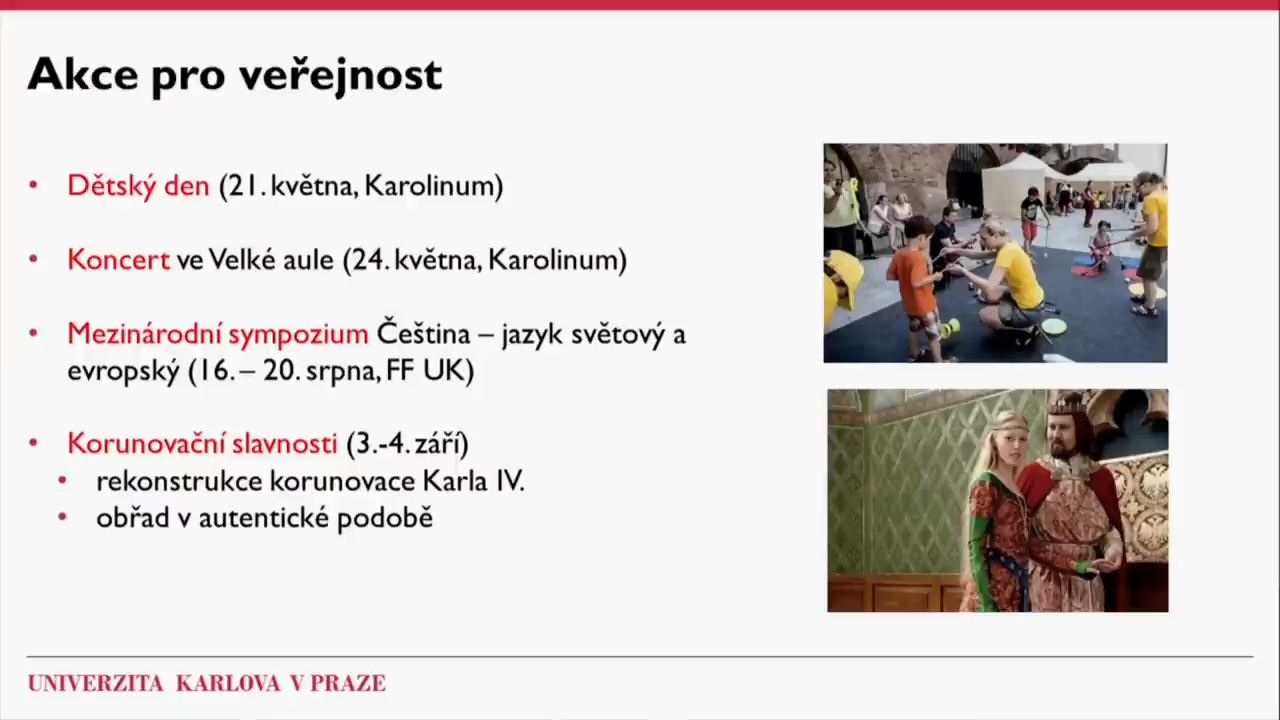 Akce pro veřejnost
• Dětský den (21. května, Karolinum)
• Koncert ve Velké aule (24. května, Karolinum)
• Mezinárodní sympozium Čeština – jazyk světový a
evropský (16. – 20. srpna, FF UK)
• Korunovační slavnosti (3.-4. září)
• rekonstrukce korunovace Karla IV.
• obřad v autentické podobě
UNIVERZITA KARLOVA V PRAZE